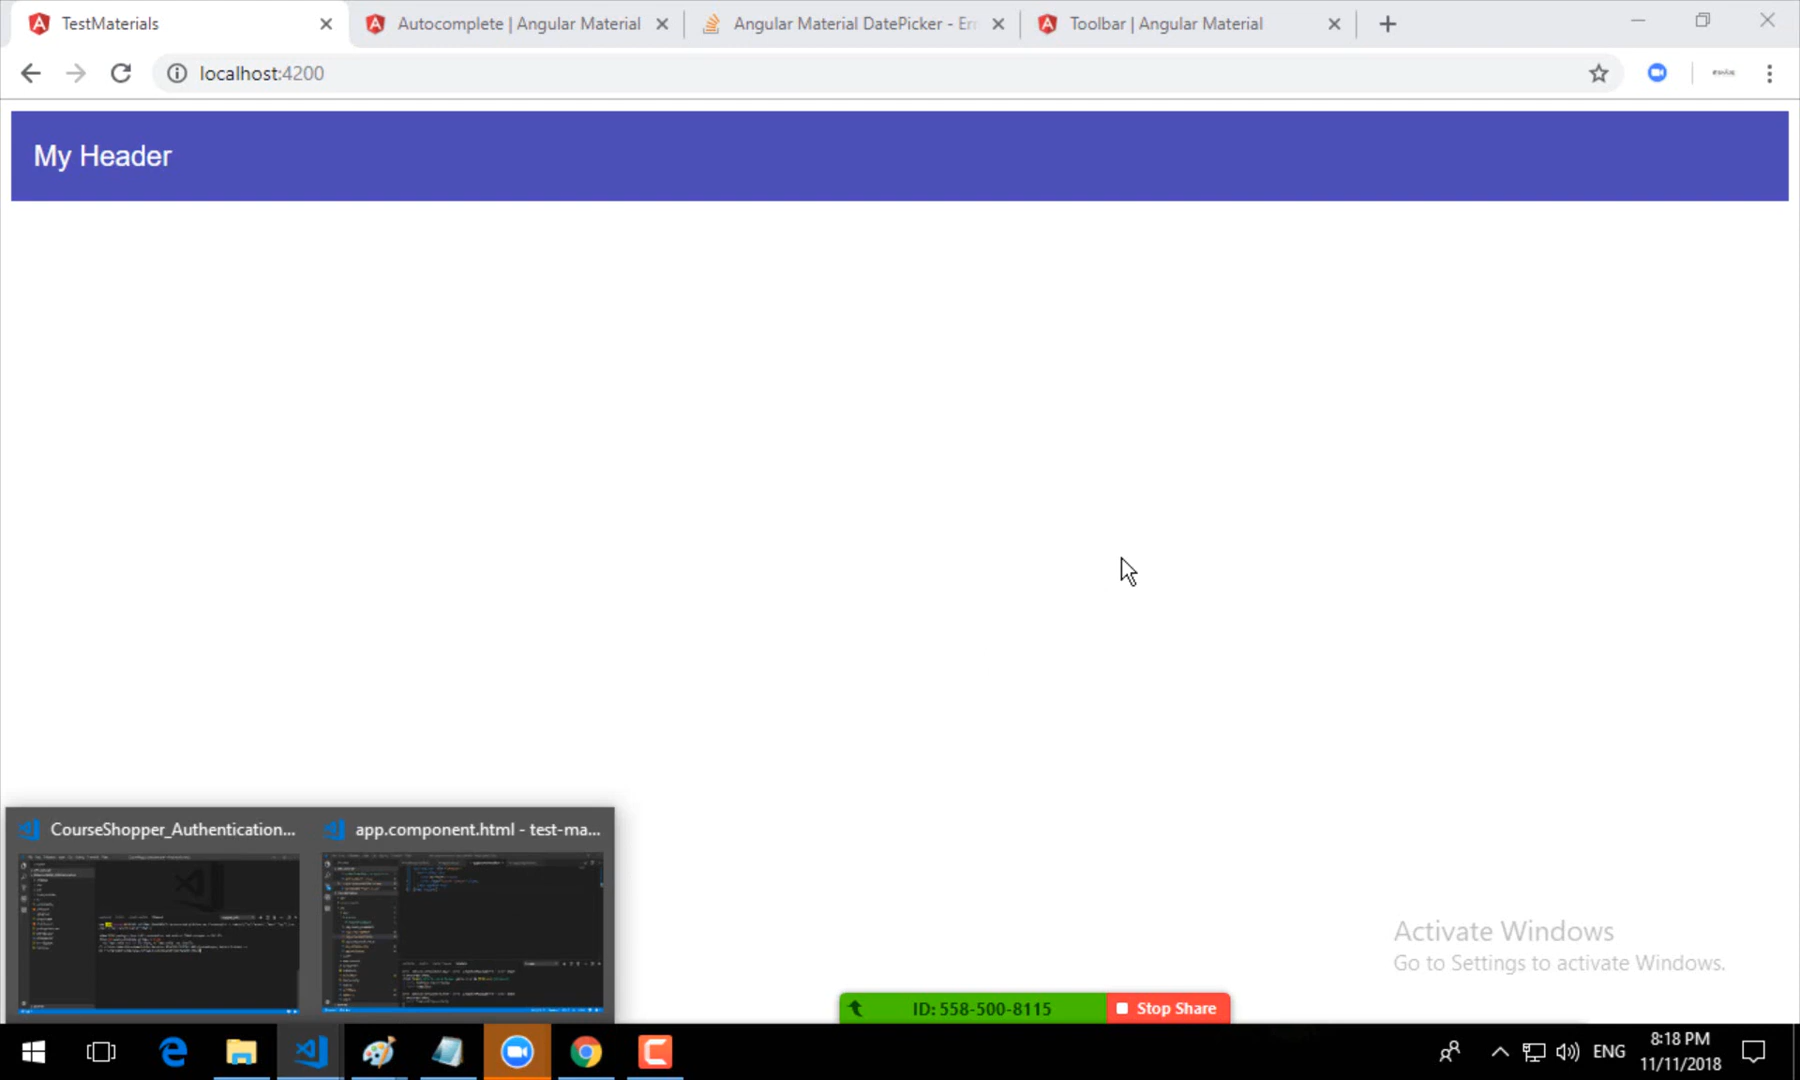 TestMaterials
Autocomplete | Angular Material
Angular Material DatePicker - Err
Toolbar | Angular Material
localhost:4200
My Header
CourseShopper_Authentication...
app.component.html - test-ma...
Activate Windows
Go to Settings to activate Windows.
ID: 558-500-8115
Stop Share
ENG
8:18 PM
11/11/2018